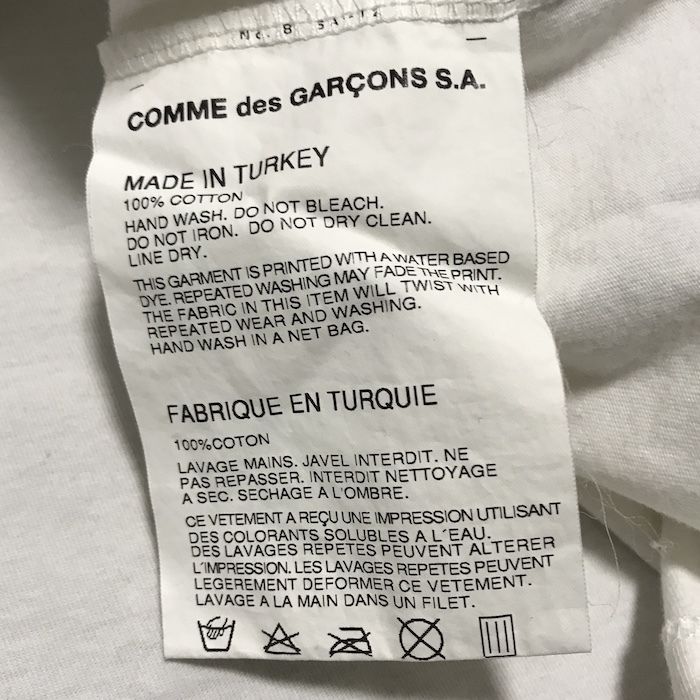 No. 8 SA-12
COMME des GARÇONS S.A.
MADE IN TURKEY
100% COTTON
HAND WASH. DO NOT BLEACH.
DO NOT IRON. DO NOT DRY CLEAN.
LINE DRY.
THIS GARMENT IS PRINTED WITH A WATER BASED
DYE. REPEATED WASHING MAY FADE THE PRINT.
THE FABRIC IN THIS ITEM WILL TWIST WITH
REPEATED WEAR AND WASHING.
HAND WASH IN A NET BAG.
FABRIQUE EN TURQUIE
100%COTON
LAVAGE MAINS. JAVEL INTERDIT. NE
PAS REPASSER. INTERDIT NETTOYAGE
A SEC. SECHAGE A L'OMBRE.
CE VETEMENT A REÇU UNE IMPRESSION UTILISANT
DES COLORANTS SOLUBLES A L'EAU.
DES LAVAGES REPETES PEUVENT ALTERER
L'IMPRESSION. LES LAVAGES REPETES PEUVENT
LEGEREMENT DEFORMER CE VETEMENT.
LAVAGE A LA MAIN DANS UN FILET.